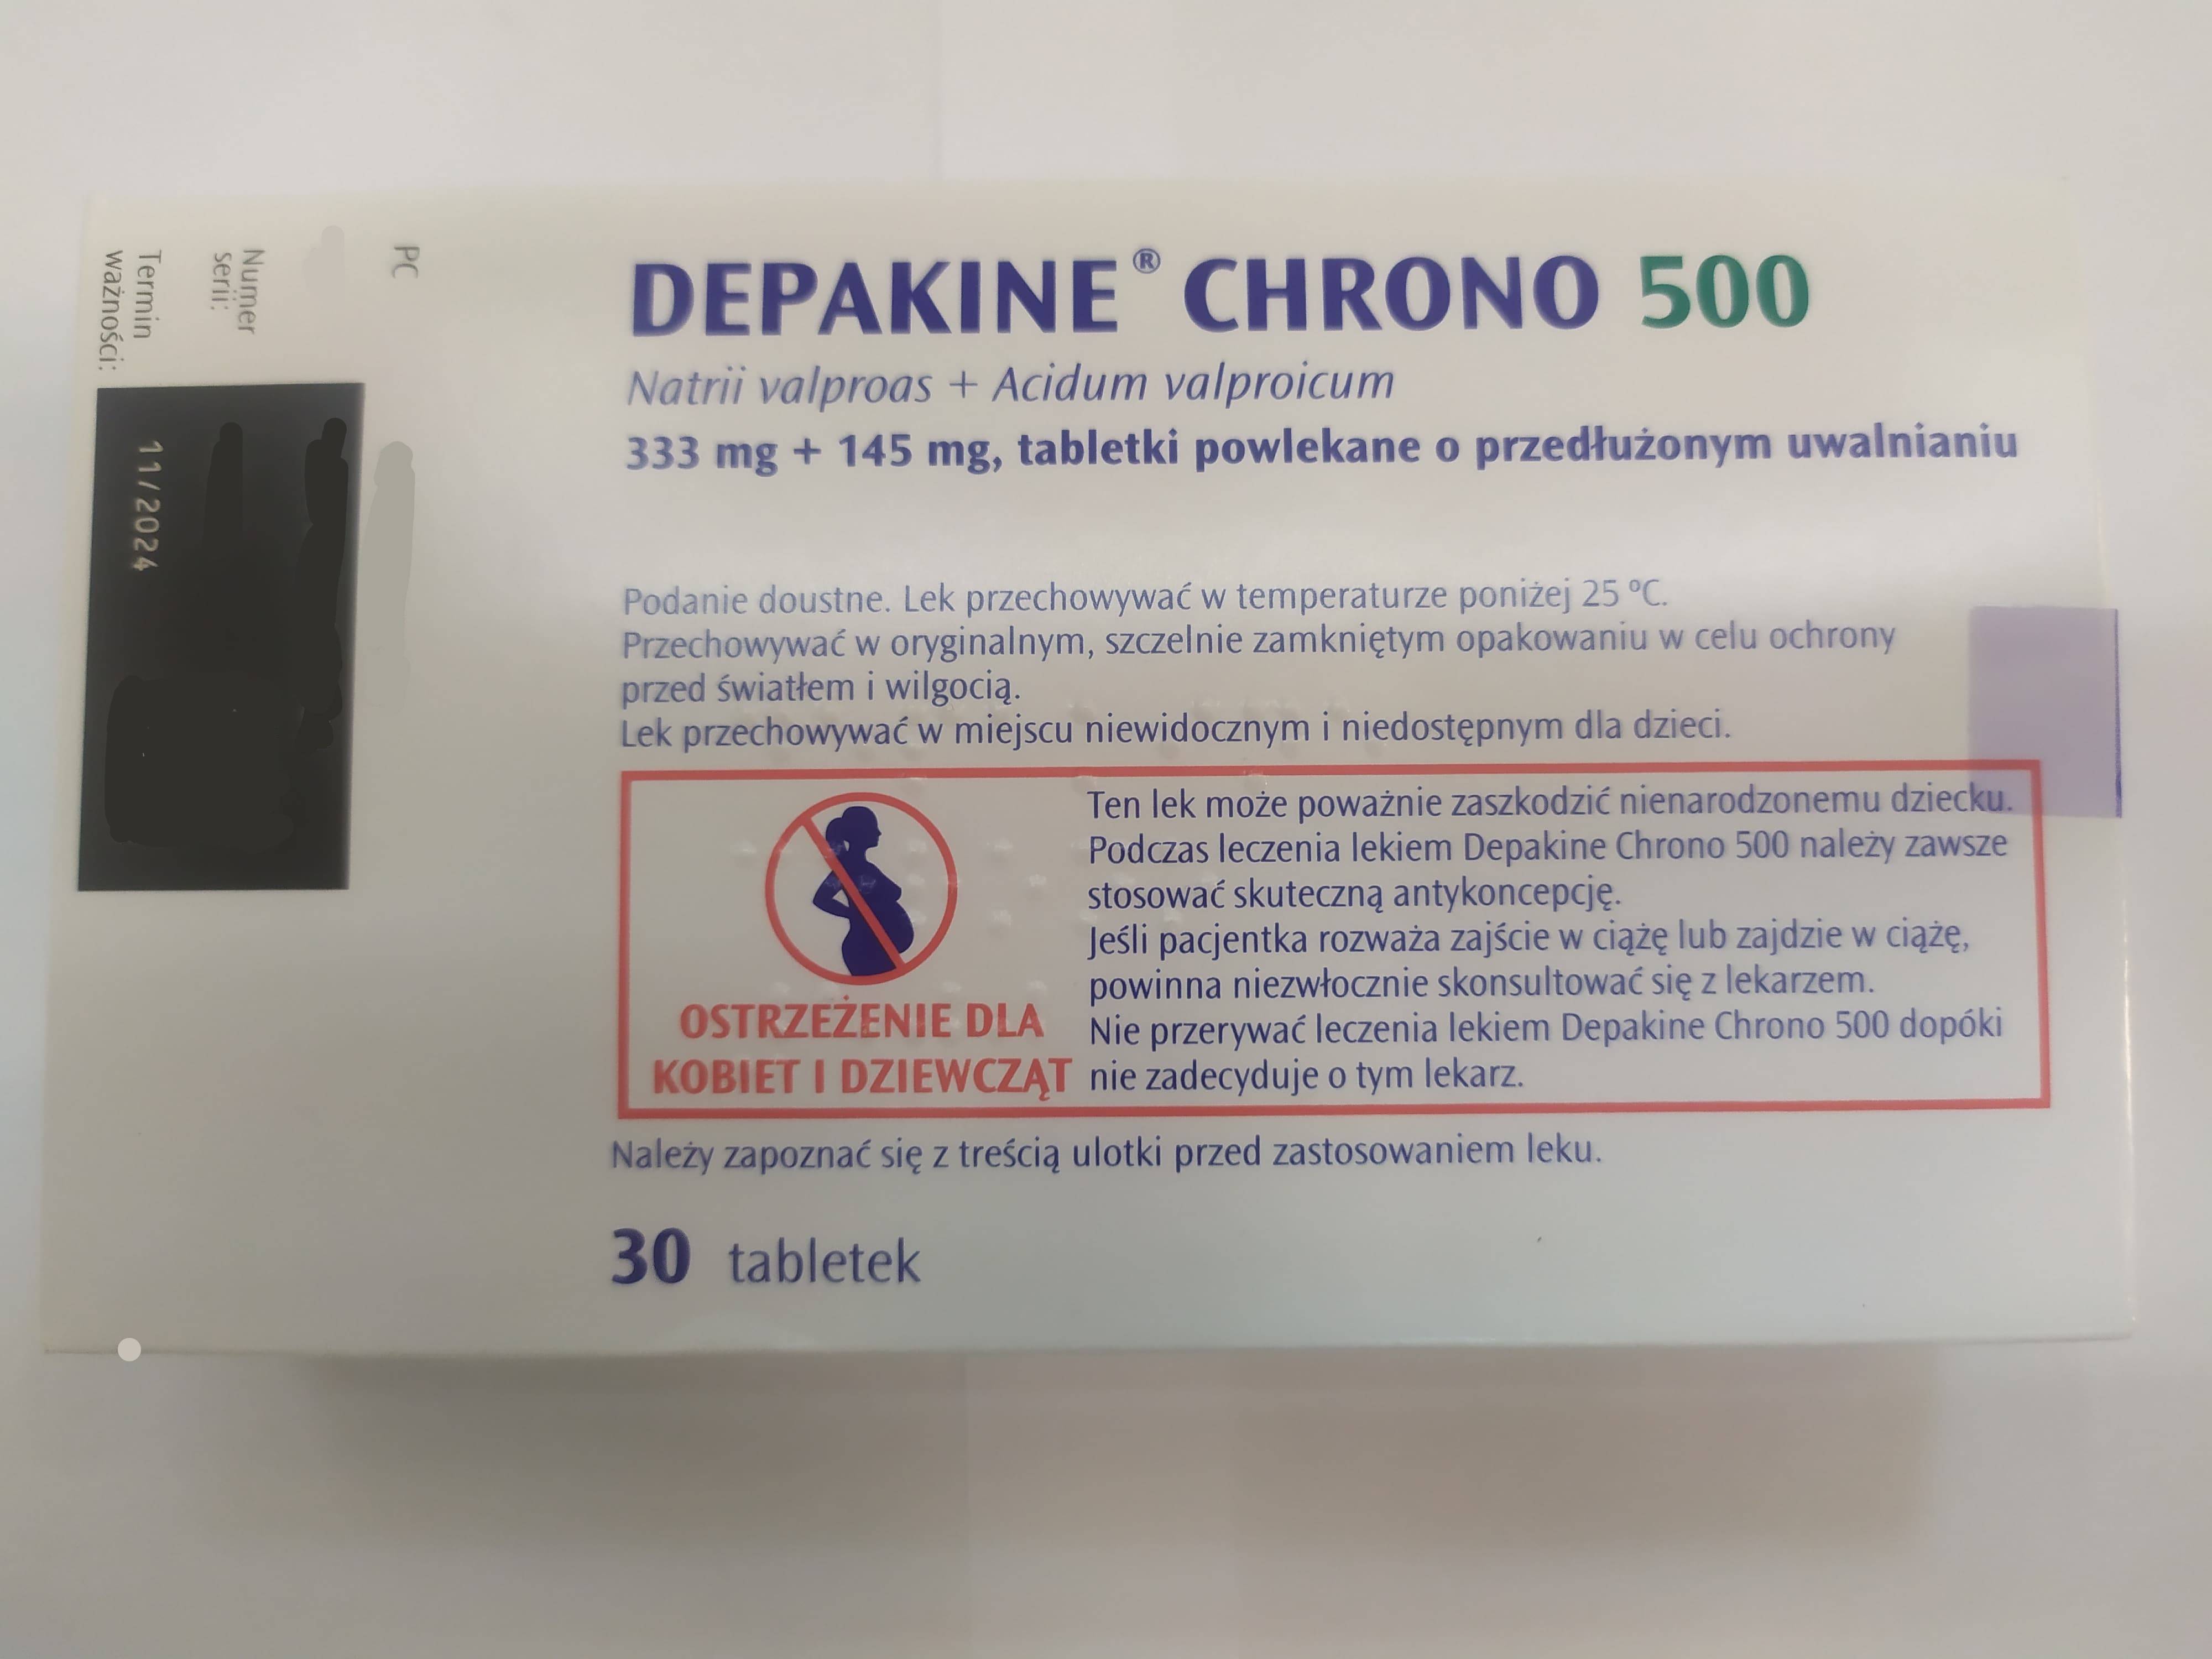 DEPAKINE® CHRONO 500
Natrii valproas + Acidum valproicum
333 mg + 145 mg, tabletki powlekane o przedłużonym uwalnianiu
Podanie doustne. Lek przechowywać w temperaturze poniżej 25 ºC.
Przechowywać w oryginalnym, szczelnie zamkniętym opakowaniu w celu ochrony
przed światłem i wilgocią.
Lek przechowywać w miejscu niewidocznym i niedostępnym dla dzieci.
OSTRZEŻENIE DLA
KOBIET I DZIEWCZĄT
Ten lek może poważnie zaszkodzić nienarodzonemu dziecku.
Podczas leczenia lekiem Depakine Chrono 500 należy zawsze
stosować skuteczną antykoncepcję.
Jeśli pacjentka rozważa zajście w ciążę lub zajdzie w ciążę,
powinna niezwłocznie skonsultować się z lekarzem.
Nie przerywać leczenia lekiem Depakine Chrono 500 dopóki
nie zadecyduje o tym lekarz.
Należy zapoznać się z treścią ulotki przed zastosowaniem leku.
30 tabletek
PC
Numer
serii:
Termin
ważności:
11/2024